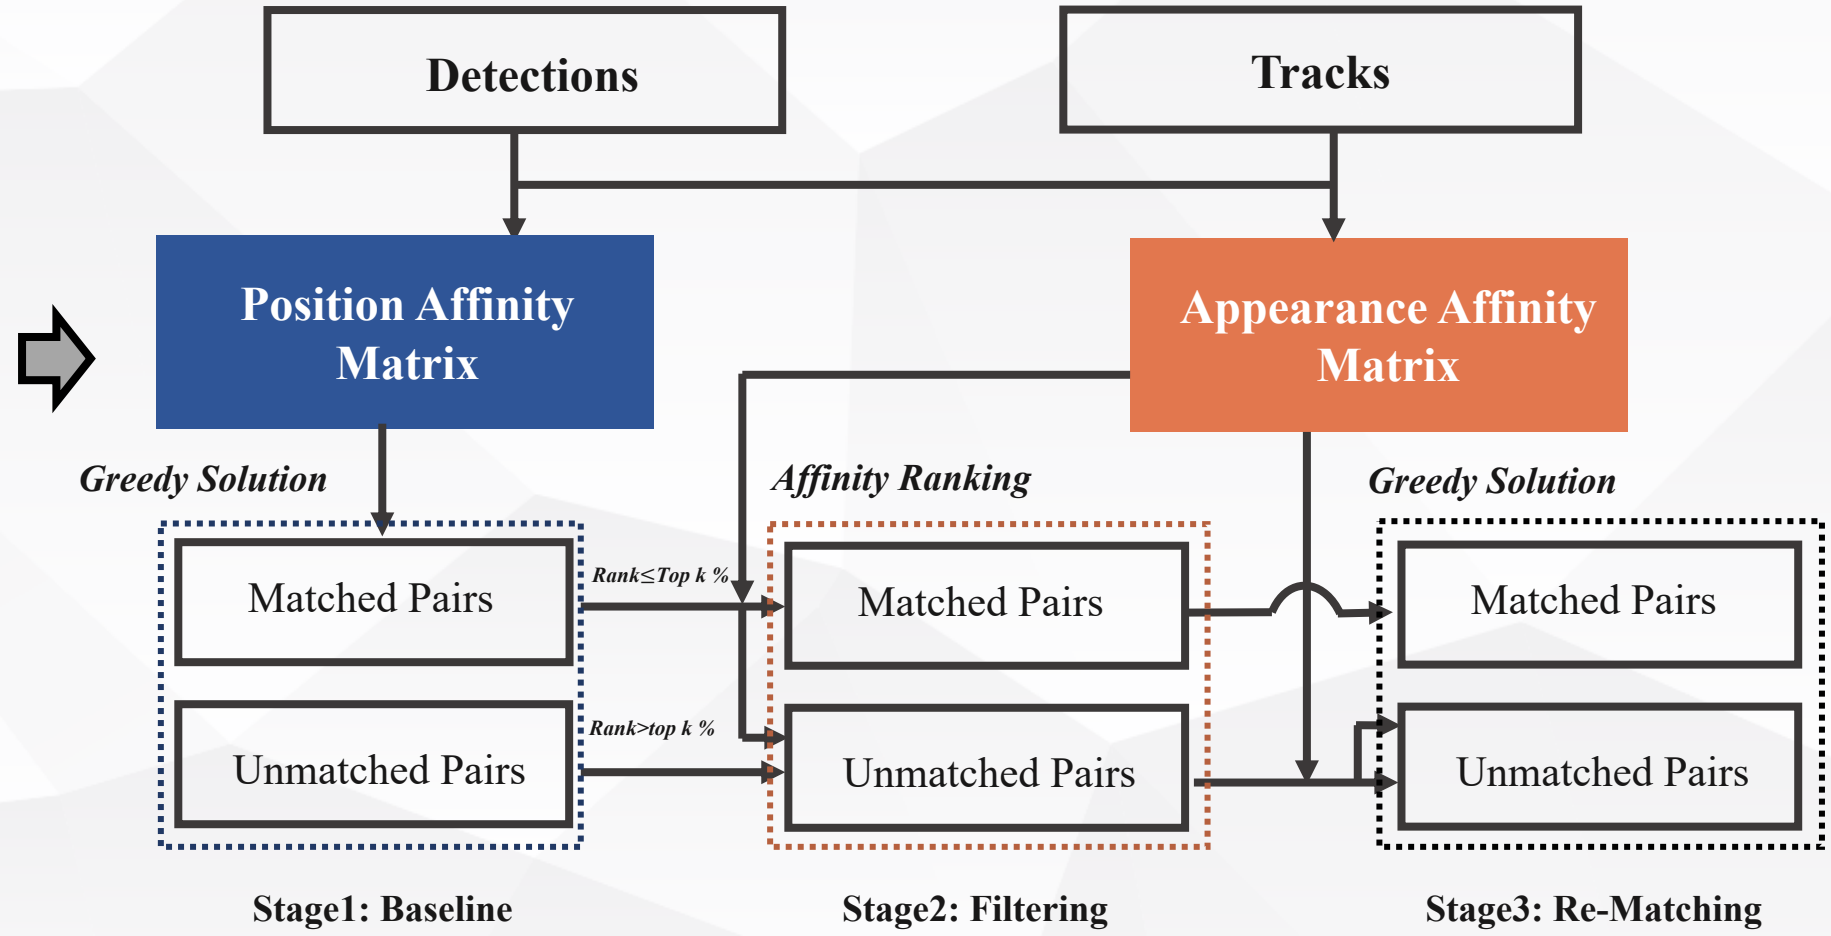 Detections
Tracks
Position Affinity
Matrix
Appearance Affinity
Matrix
Greedy Solution
Affinity Ranking
Greedy Solution
Matched Pairs
Rank≤Top k %
Matched Pairs
Matched Pairs
Unmatched Pairs
Rank>top k %
Unmatched Pairs
Unmatched Pairs
Stage1: Baseline
Stage2: Filtering
Stage3: Re-Matching